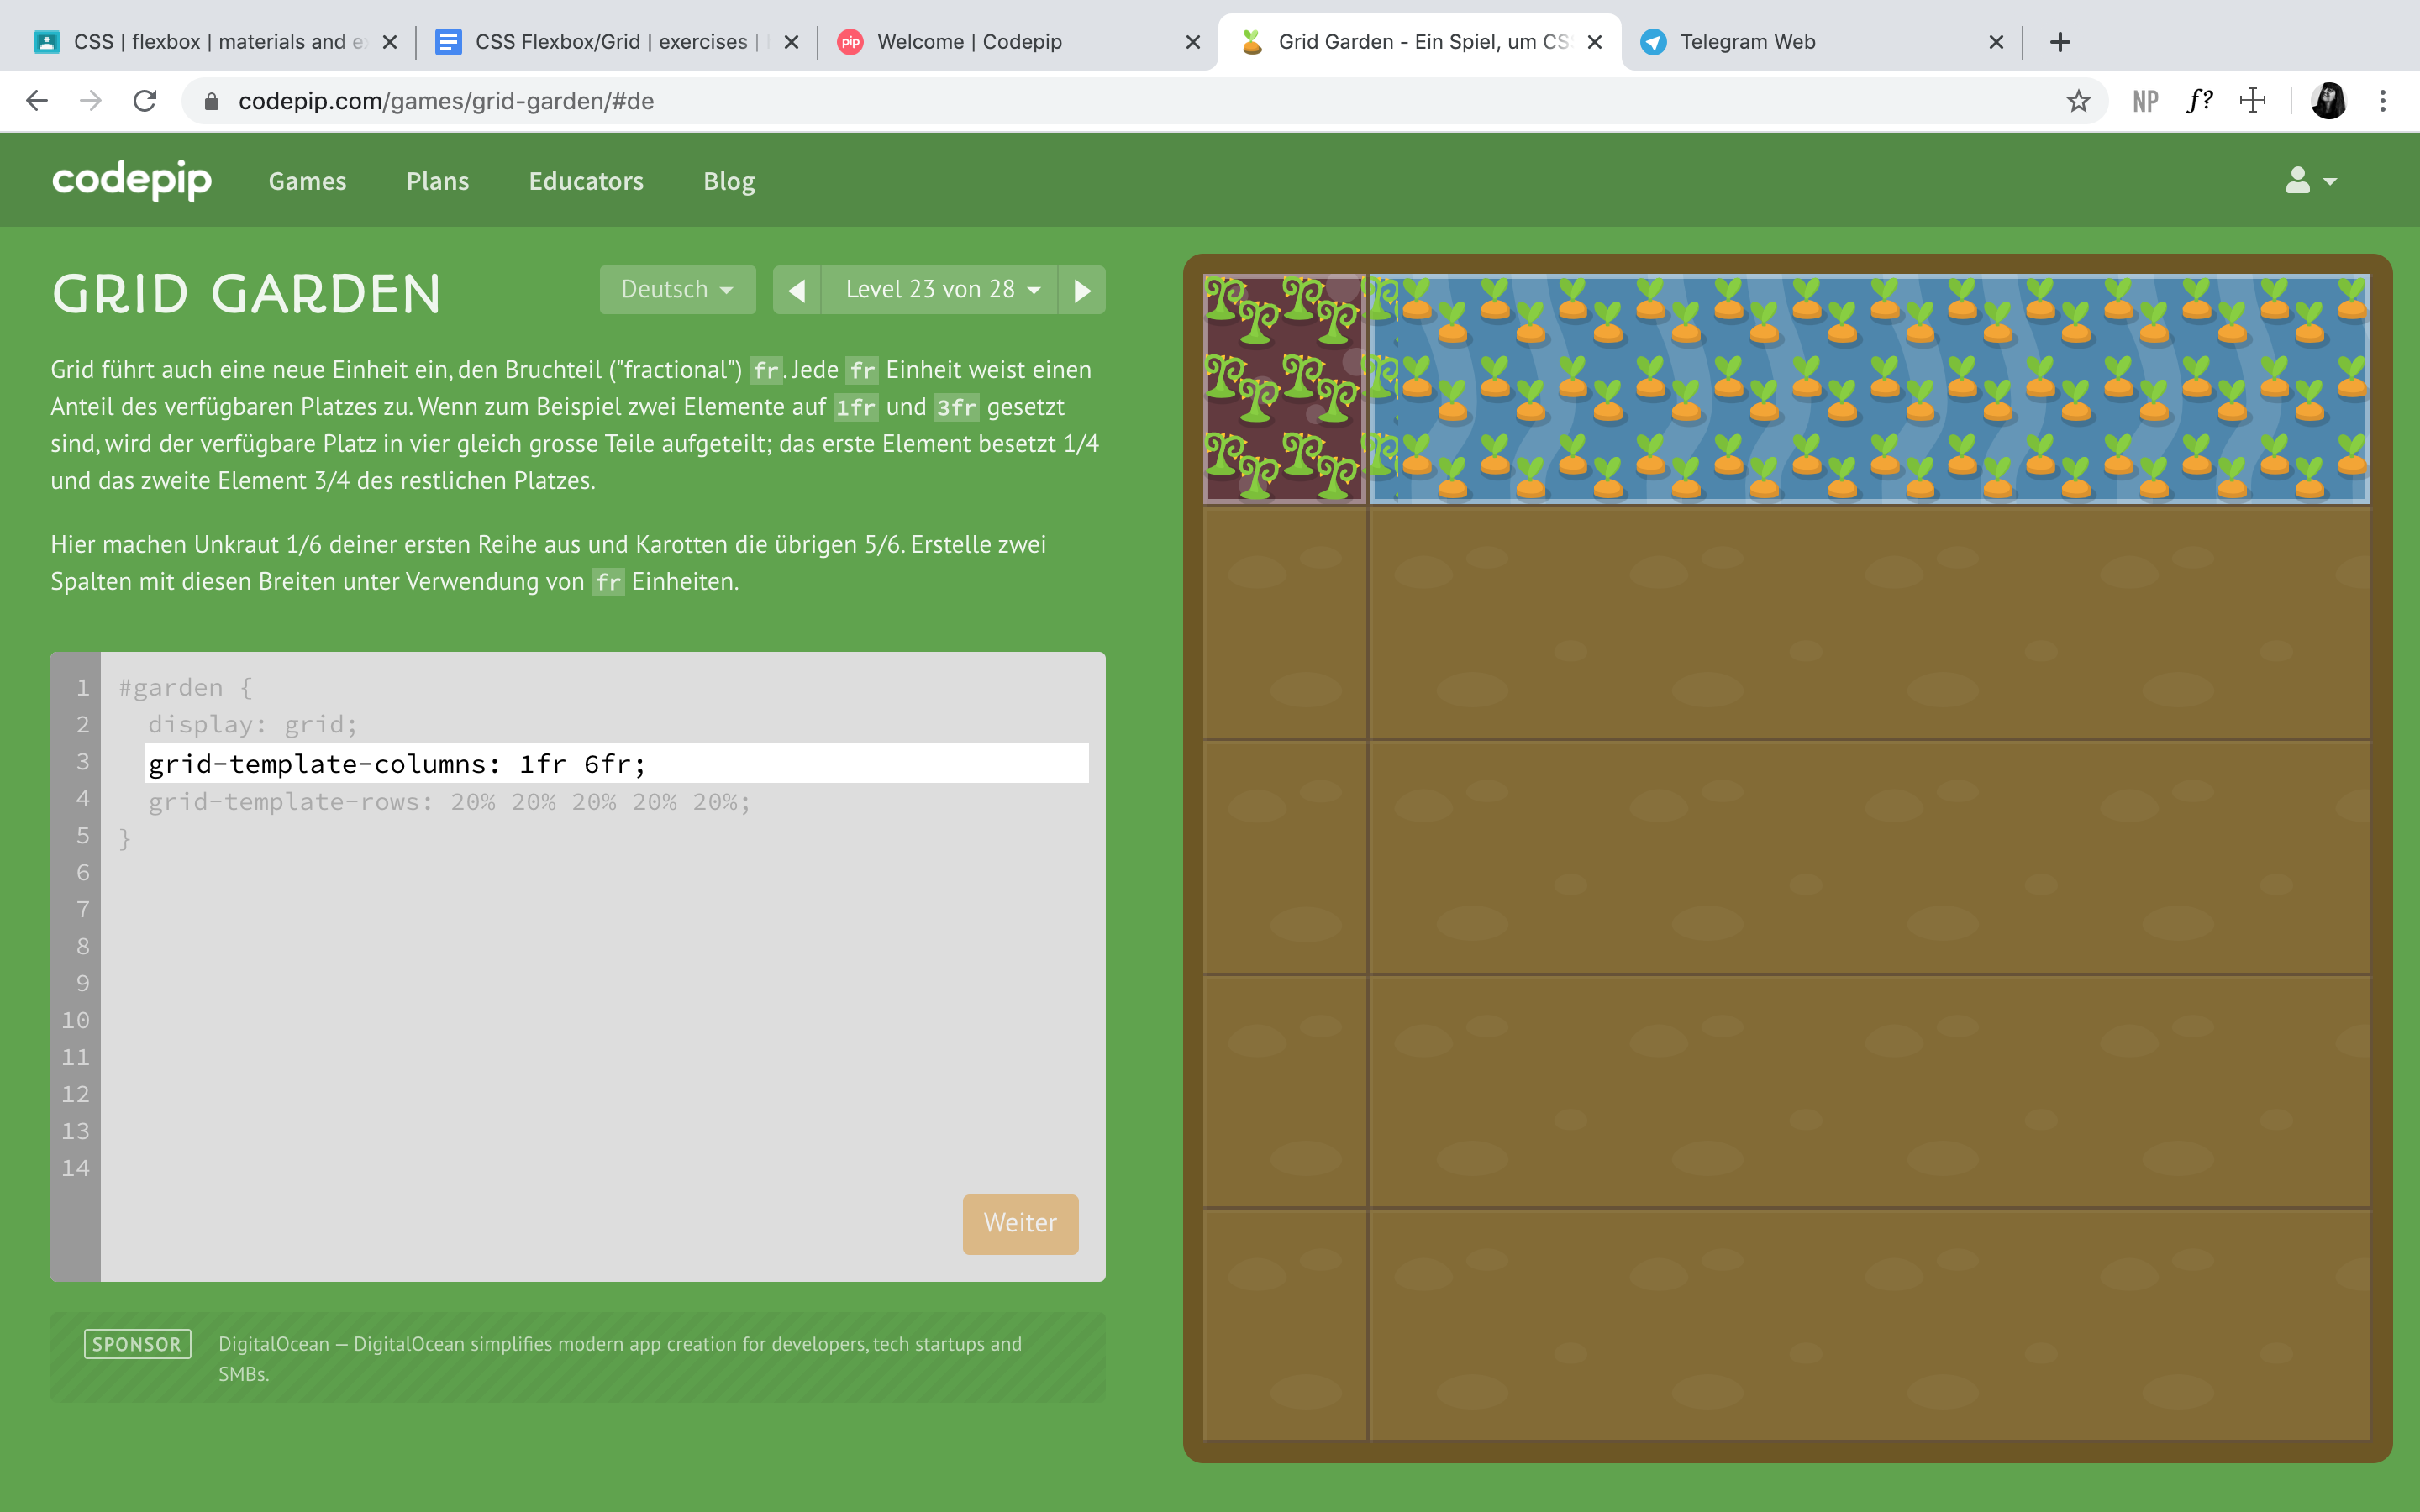 CSS | flexbox | materials and e
CSS Flexbox/Grid | exercises |
pip
Welcome | Codepip
Grid Garden - Ein Spiel, um CS
Telegram Web
codepip.com/games/grid-garden/#de
NP
f?
codepip
Games
Plans
Educators
Blog
GRID GARDEN
Deutsch
Level 23 von 28
Grid führt auch eine neue Einheit ein, den Bruchteil ("fractional") fr. Jede fr Einheit weist einen
Anteil des verfügbaren Platzes zu. Wenn zum Beispiel zwei Elemente auf 1fr und 3fr gesetzt
sind, wird der verfügbare Platz in vier gleich grosse Teile aufgeteilt; das erste Element besetzt 1/4
und das zweite Element 3/4 des restlichen Platzes.
Hier machen Unkraut 1/6 deiner ersten Reihe aus und Karotten die übrigen 5/6. Erstelle zwei
Spalten mit diesen Breiten unter Verwendung von fr Einheiten.
1 #garden {
2 display: grid;
3 grid-template-columns: 1fr 6fr;
4 grid-template-rows: 20% 20% 20% 20% 20%;
5 }
6
7
8
9
10
11
12
13
14
Weiter
SPONSOR
DigitalOcean — DigitalOcean simplifies modern app creation for developers, tech startups and
SMBs.